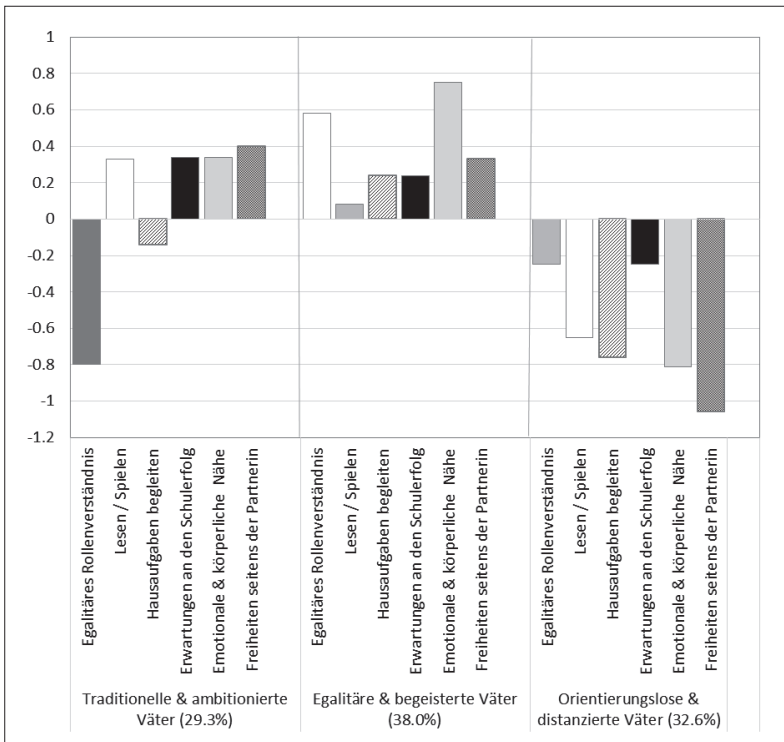 1
0.8
0.6
0.4
0.2
0
-0.2
-0.4
-0.6
-0.8
-1
-1.2
Egalitäres Rollenverständnis
Lesen / Spielen
Hausaufgaben begleiten
Erwartungen an den Schulerfolg
Emotionale & körperliche Nähe
Freiheiten seitens der Partnerin
Egalitäres Rollenverständnis
Lesen / Spielen
Hausaufgaben begleiten
Erwartungen an den Schulerfolg
Emotionale & körperliche Nähe
Freiheiten seitens der Partnerin
Egalitäres Rollenverständnis
Lesen / Spielen
Hausaufgaben begleiten
Erwartungen an den Schulerfolg
Emotionale & körperliche Nähe
Freiheiten seitens der Partnerin
Traditionelle & ambitionierte
Väter (29.3%)
Egalitäre & begeisterte Väter
(38.0%)
Orientierungslose &
distanzierte Väter (32.6%)